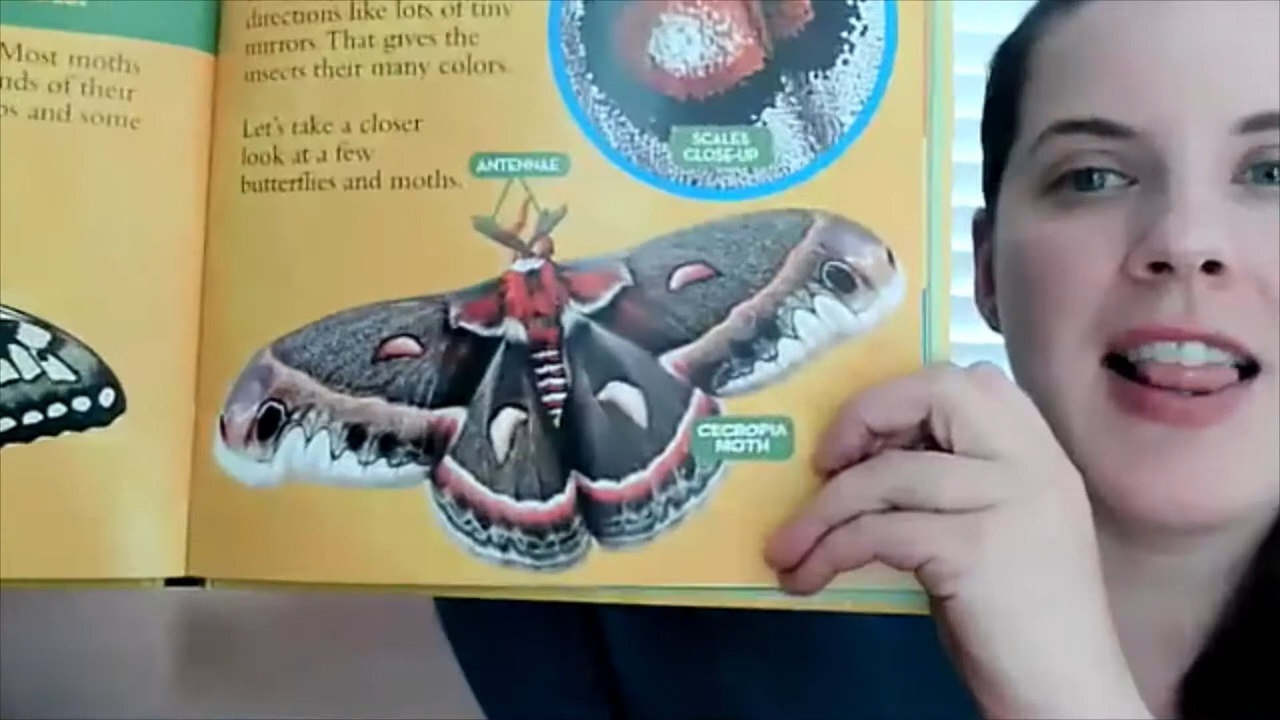 Most moths
nds of their
ps and some
directions like lots of tiny
mirrors. That gives the
insects their many colors.
Let's take a closer
look at a few
butterflies and moths.
ANTENNAE
SCALES
CLOSE-UP
CECROPIA
MOTH